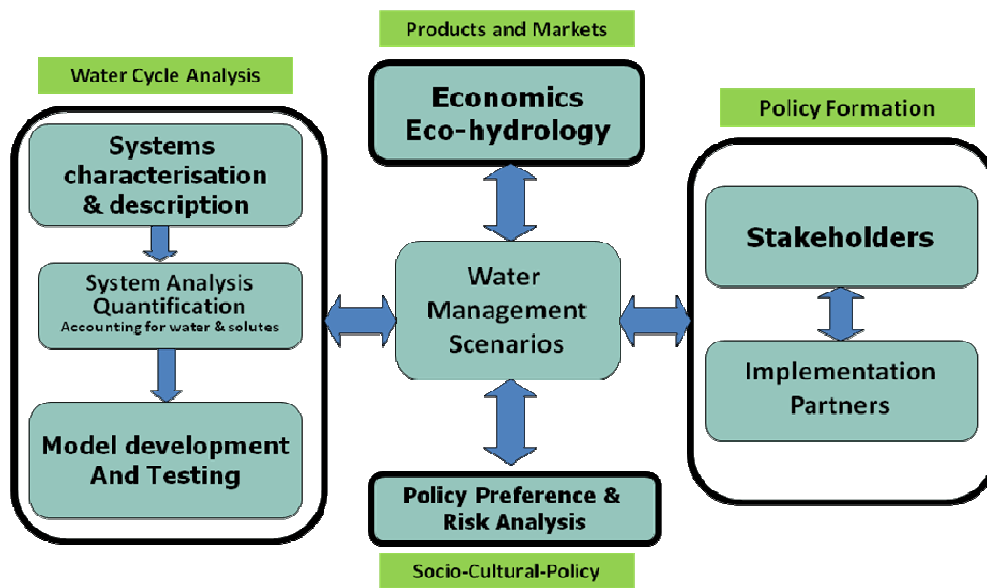 Water Cycle Analysis
Systems
characterisation
& description
System Analysis
Quantification
Accounting for water & solutes
Model development
And Testing
Products and Markets
Economics
Eco-hydrology
Water
Management
Scenarios
Policy Preference &
Risk Analysis
Socio-Cultural-Policy
Policy Formation
Stakeholders
Implementation
Partners